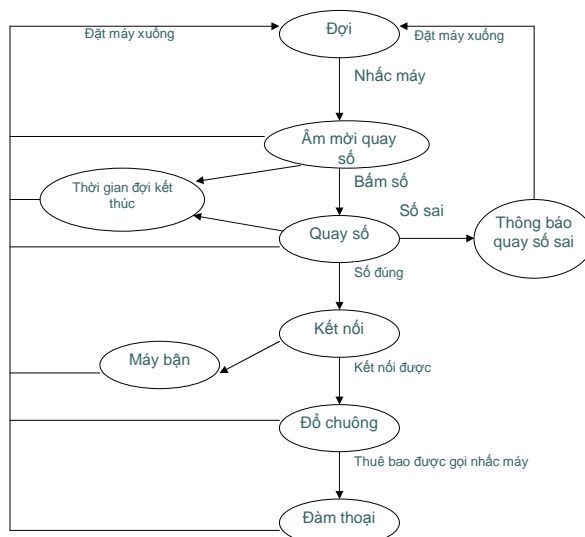 Đợi
Đặt máy xuống
Đặt máy xuống
Nhấc máy
Âm mời quay
số
Thời gian đợi kết
thúc
Bấm số
Số sai
Quay số
Thông báo
quay số sai
Số đúng
Kết nối
Máy bận
Kết nối được
Đổ chuông
Thuê bao được gọi nhấc máy
Đàm thoại